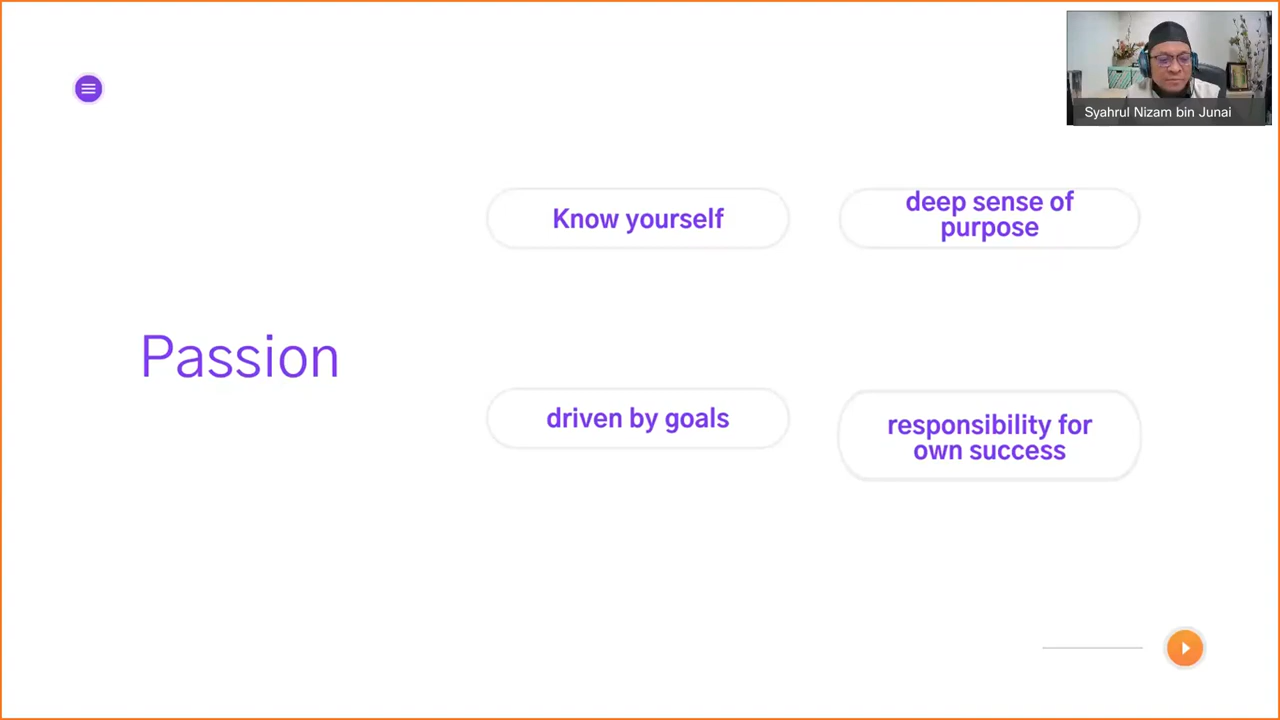 Syahrul Nizam bin Junai
Know yourself
deep sense of
purpose
Passion
driven by goals
responsibility for
own success